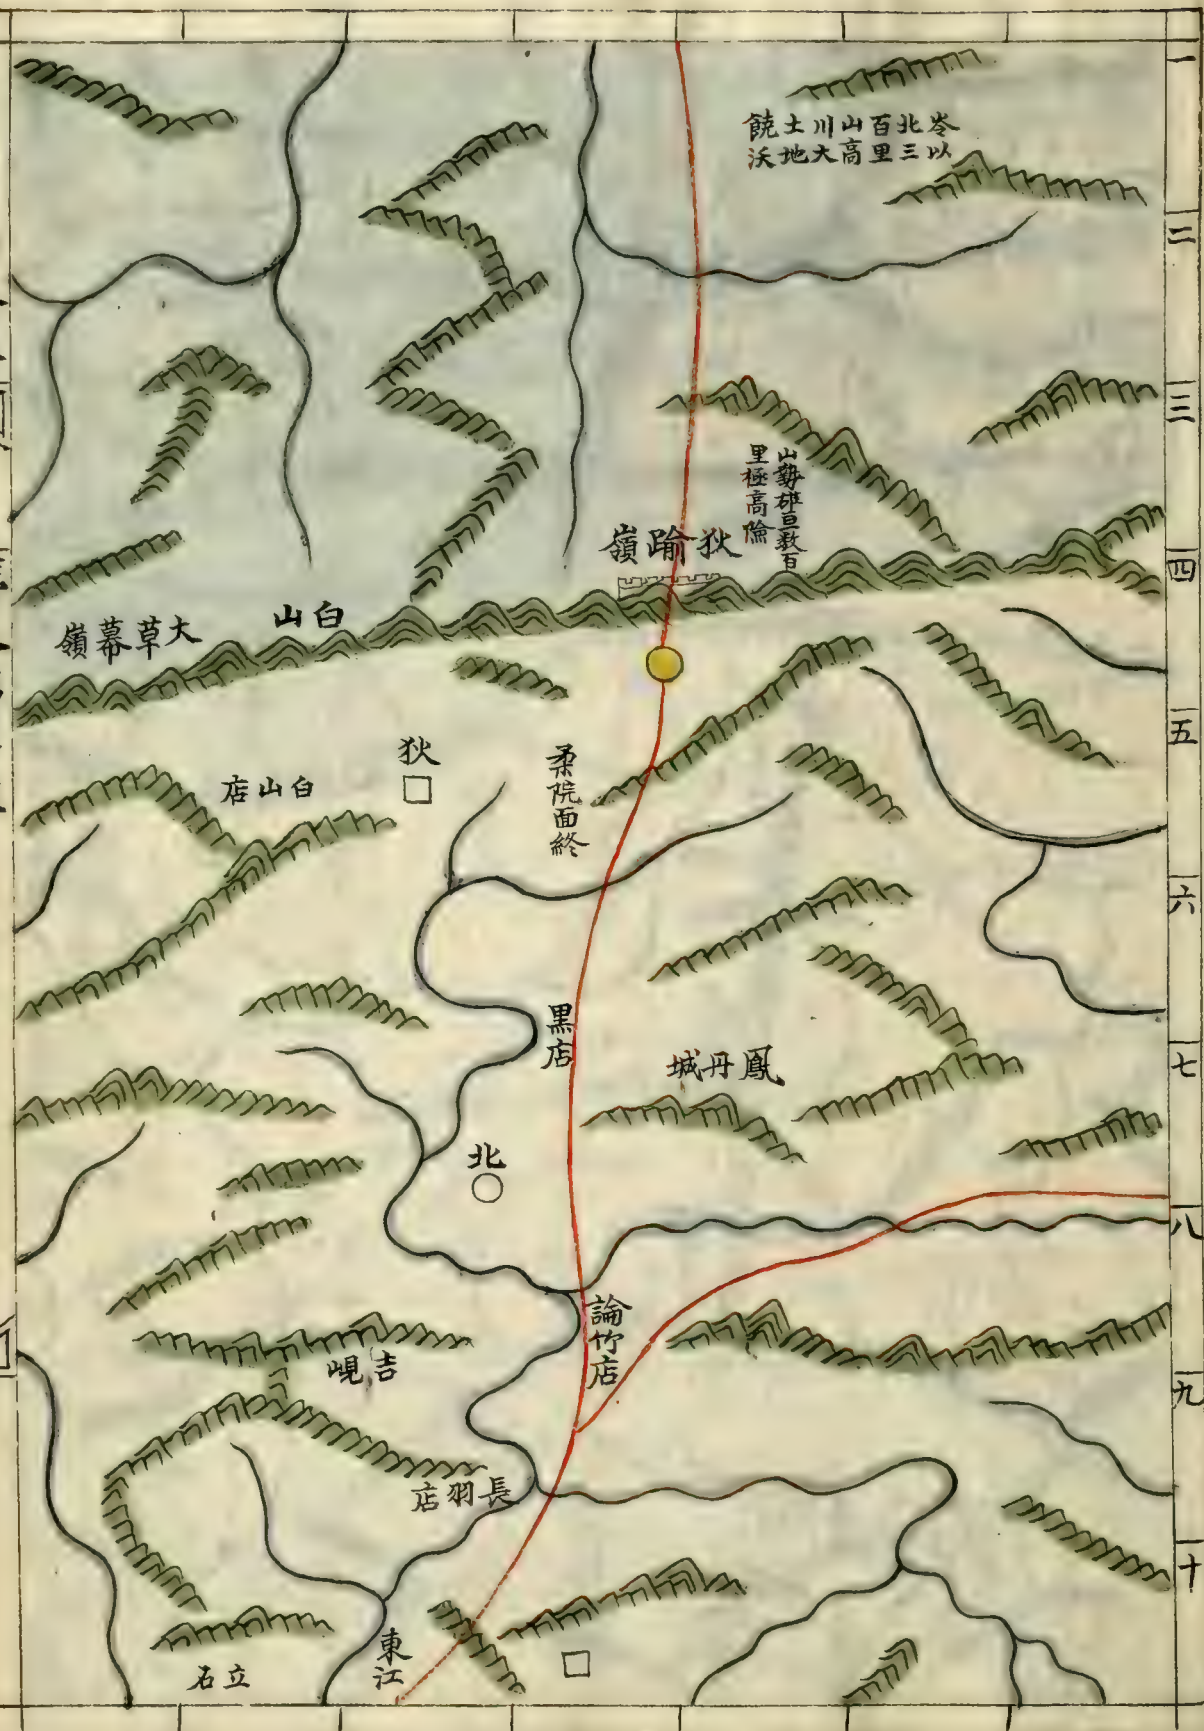 一
二
三
四
五
六
七
八
九
十
岑以
北三
百里
山高
川大
土地
饒沃
山勢雄亘数百
里極高險
狄踰嶺
白山
大草幕嶺
狄
白山店
柔院面終
黒店
鳳丹城
北
論竹店
吉峴
長羽店
東江
立石